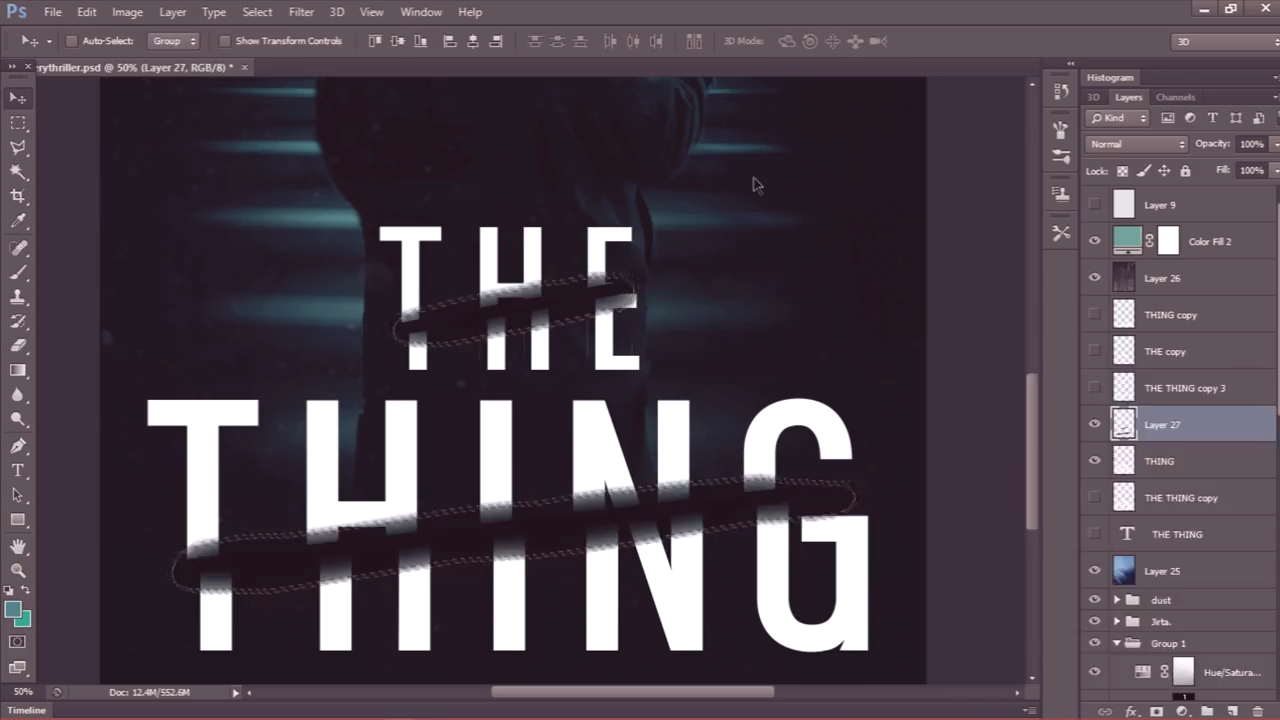 Ps File Edit Image Layer Type Select Filter 3D View Window Help
Auto-Select: Group Show Transform Controls 3D Mode: 3D
erythriller.psd @ 50% (Layer 27, RGB/8) *
Histogram
3D Layers Channels
Kind
Normal Opacity: 100%
Lock: Fill: 100%
Layer 9
Color Fill 2
Layer 26
THING copy
THE copy
THE THING copy 3
Layer 27
THING
THE THING copy
THE THING
Layer 25
dust
Jirta.
Group 1
Hue/Satura...
THE
THING
50% Doc: 12.4M/552.6M
Timeline